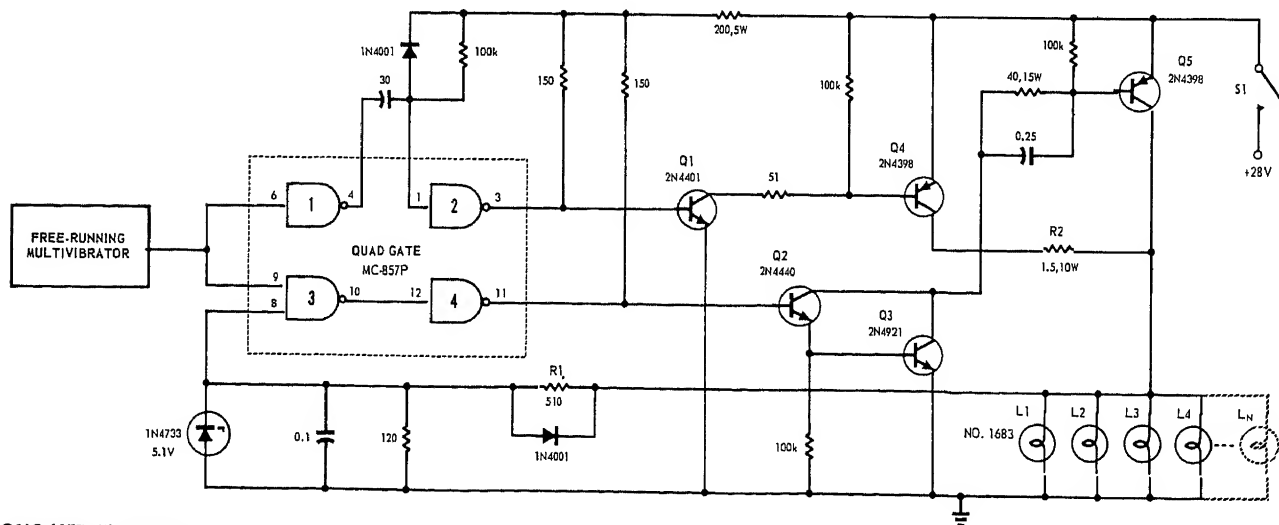 1N4001
100k
30
150
150
200,5W
100k
100k
40,15W
0.25
Q5
2N4398
S1
+28V
Q4
2N4398
Q1
2N4401
51
6
1
4
1
2
3
QUAD GATE
MC-857P
FREE-RUNNING
MULTIVIBRATOR
9
8
3
10
12
4
11
Q2
2N4440
Q3
2N4921
R2
1.5,10W
R1,
510
1N4001
1N4733
5.1V
0.1
120
100k
L1
L2
L3
L4
LN
NO. 1683